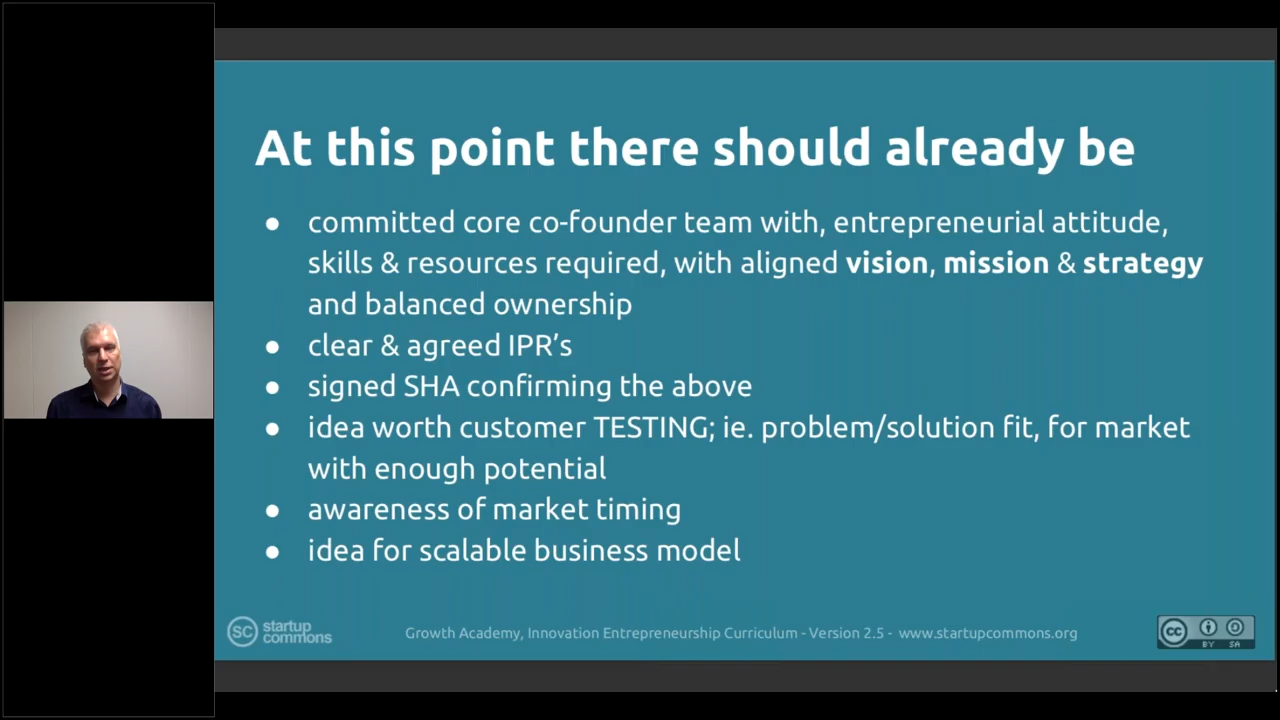 At this point there should already be
● committed core co-founder team with, entrepreneurial attitude,
skills & resources required, with aligned vision, mission & strategy
and balanced ownership
● clear & agreed IPR’s
● signed SHA confirming the above
● idea worth customer TESTING; ie. problem/solution fit, for market
with enough potential
● awareness of market timing
● idea for scalable business model
SC startup
commons
Growth Academy, Innovation Entrepreneurship Curriculum - Version 2.5 - www.startupcommons.org
cc
BY SA